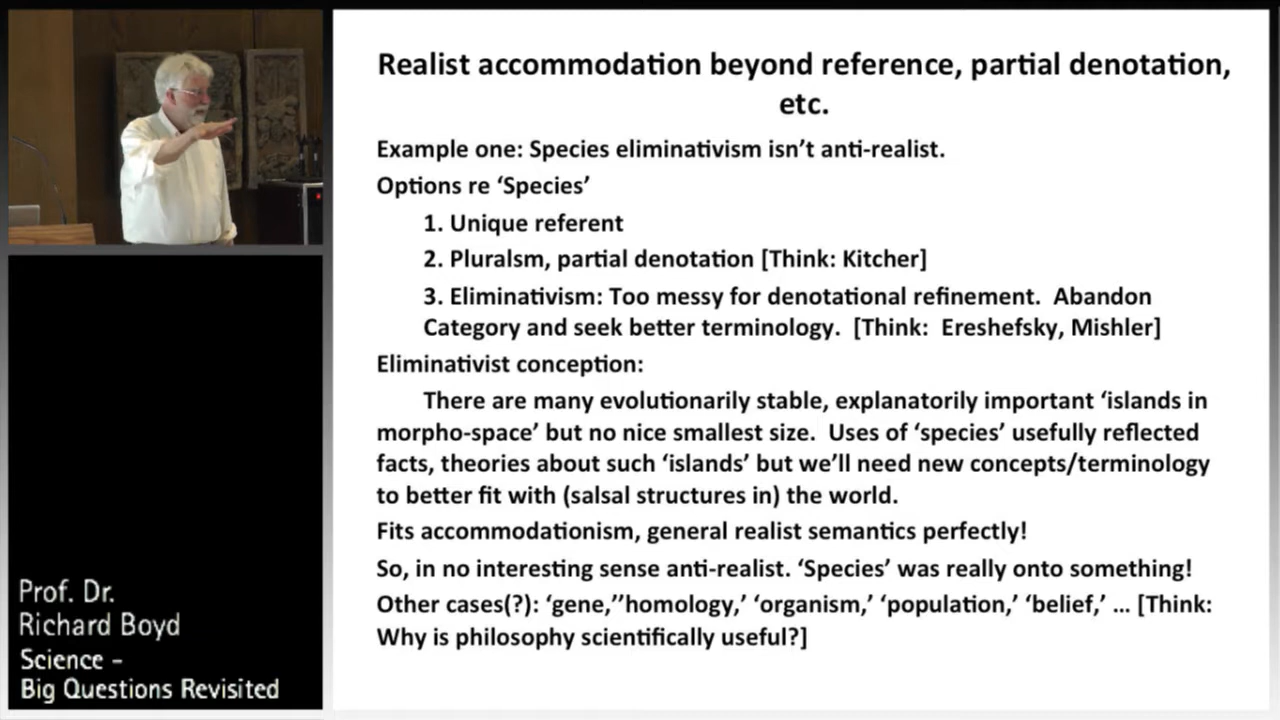 Realist accommodation beyond reference, partial denotation,
etc.
Example one: Species eliminativism isn't anti-realist.
Options re 'Species'
1. Unique referent
2. Pluralsm, partial denotation [Think: Kitcher]
3. Eliminativism: Too messy for denotational refinement.  Abandon
Category and seek better terminology.  [Think:  Ereshefsky, Mishler]
Eliminativist conception:
There are many evolutionarily stable, explanatorily important 'islands in
morpho-space' but no nice smallest size.  Uses of 'species' usefully reflected
facts, theories about such 'islands' but we'll need new concepts/terminology
to better fit with (salsal structures in) the world.
Fits accommodationism, general realist semantics perfectly!
So, in no interesting sense anti-realist. 'Species' was really onto something!
Other cases(?): 'gene,''homology,' 'organism,' 'population,' 'belief,' … [Think:
Why is philosophy scientifically useful?]
Prof. Dr.
Richard Boyd
Science -
Big Questions Revisited